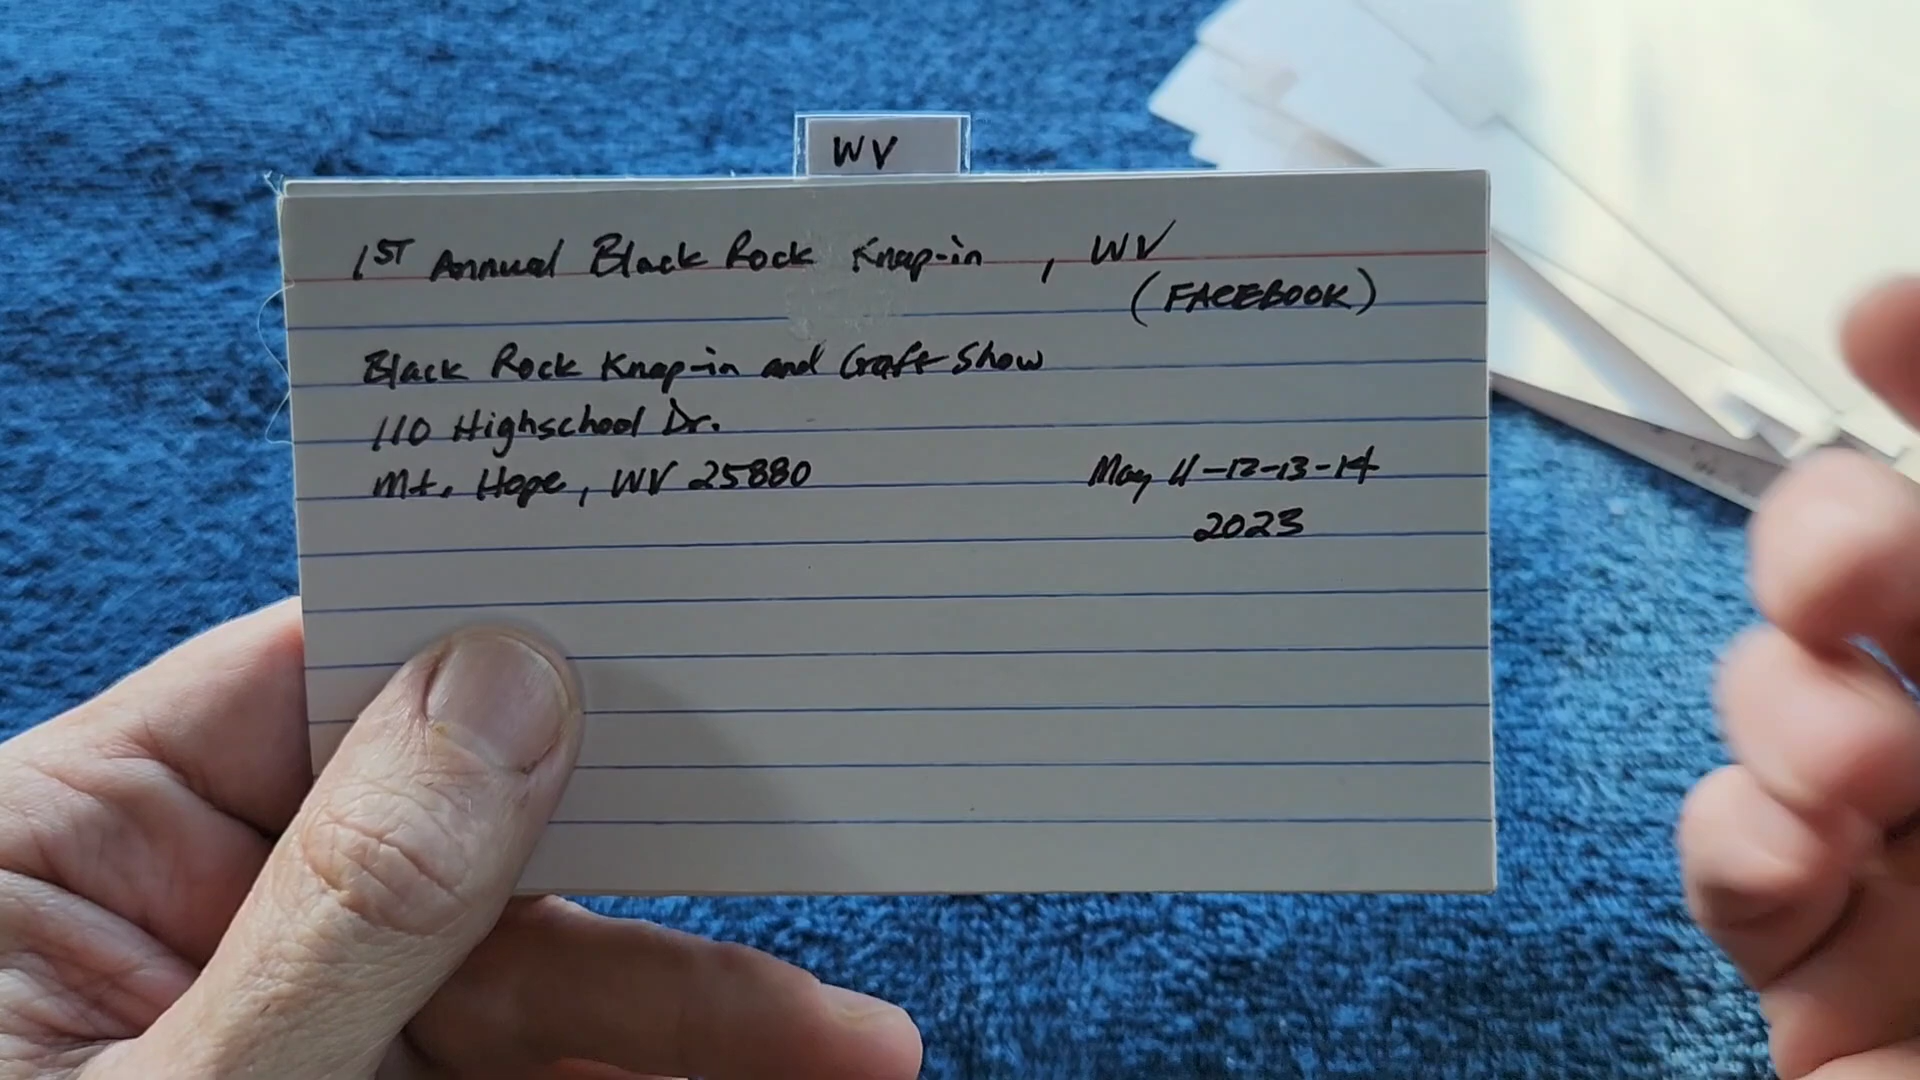 WV
1ST Annual Black Rock Knap-in , WV
(FACEBOOK)
Black Rock Knap-in and Craft Show
110 Highschool Dr.
Mt. Hope, WV 25880
May 11-12-13-14
2023